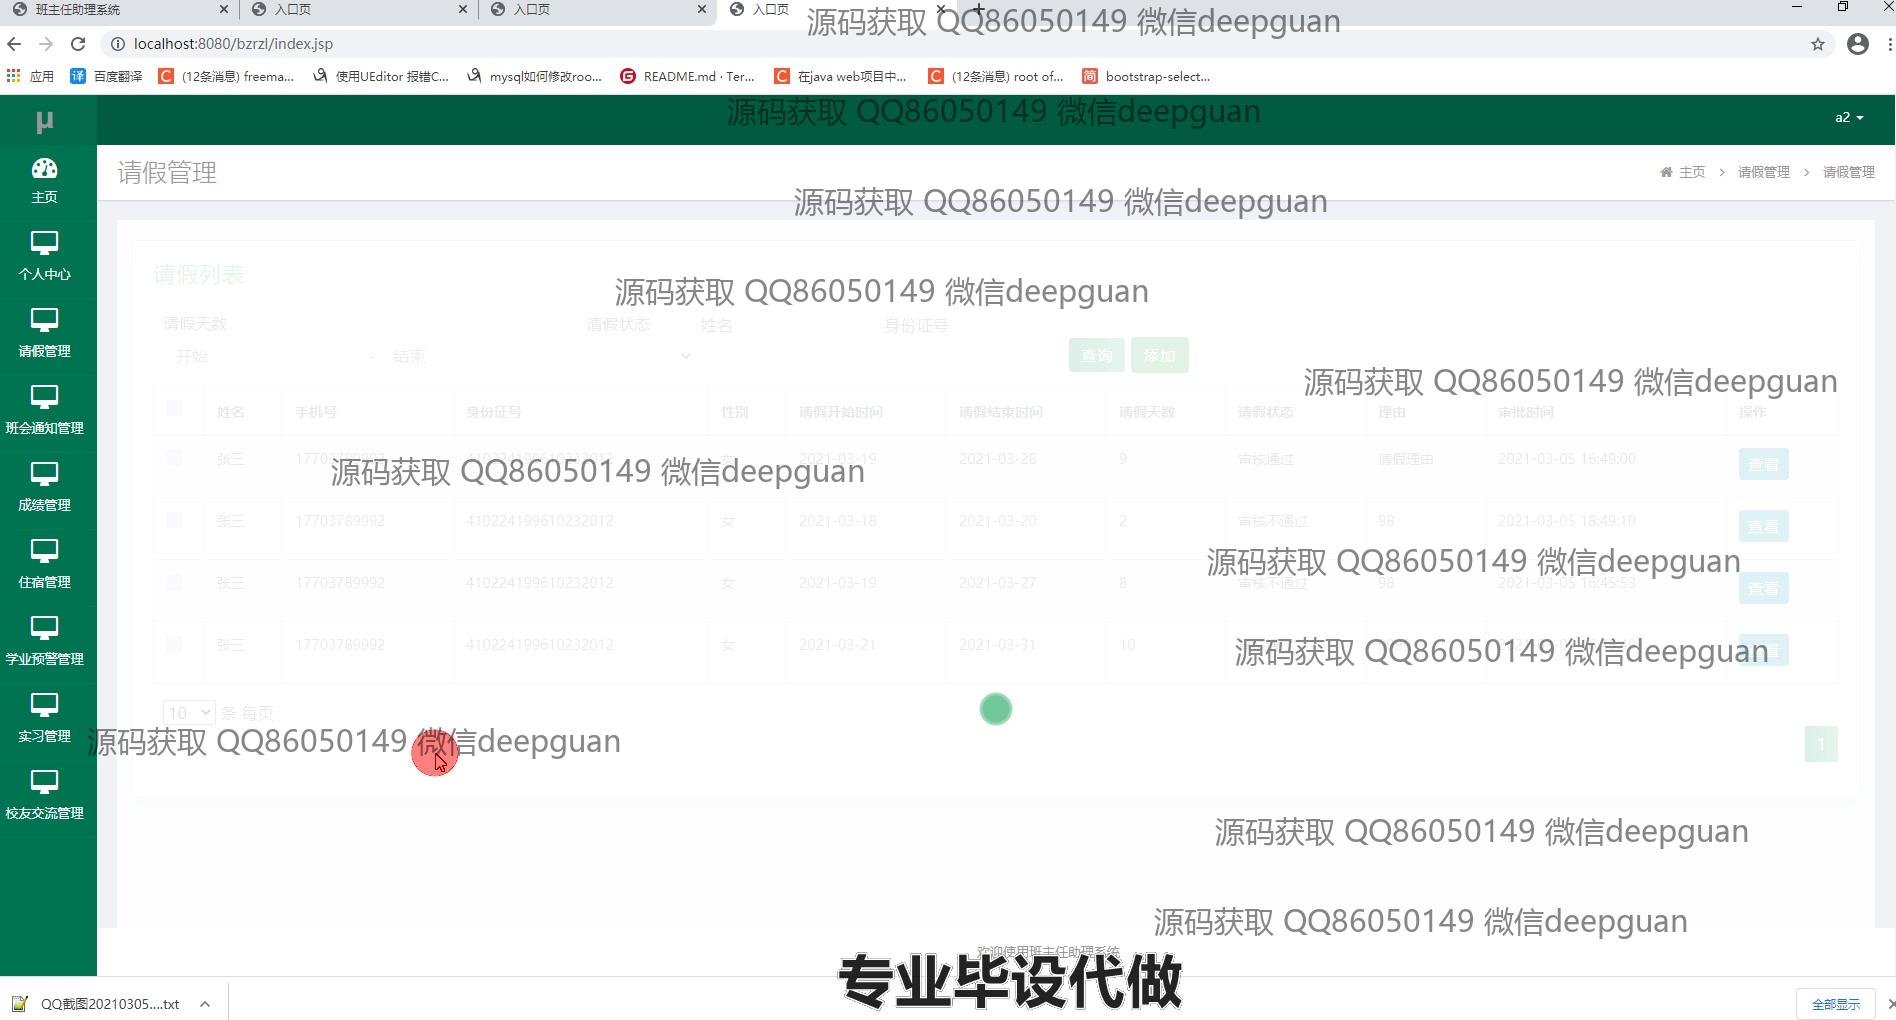 班主任助理系统
入口页
入口页
入口页
源码获取 QQ86050149 微信deepguan
localhost:8080/bzrzl/index.jsp
应用
百度翻译
(12条消息) freema...
使用UEditor 报错C...
mysql如何修改roo...
README.md · Ter...
在java web项目中...
(12条消息) root of...
bootstrap-select...
源码获取 QQ86050149 微信deepguan
μ
a2
请假管理
主页 > 请假管理 > 请假管理
源码获取 QQ86050149 微信deepguan
主页
个人中心
请假管理
班会通知管理
成绩管理
住宿管理
学业预警管理
实习管理
校友交流管理
请假列表
源码获取 QQ86050149 微信deepguan
请假天数 请假状态 姓名 身份证号
开始 - 结束 查询 添加
源码获取 QQ86050149 微信deepguan
姓名 手机号 身份证号 性别 请假开始时间 请假结束时间 请假天数 请假状态 理由 审批时间 操作
张三 17703789992 410224199610232012 女 2021-03-19 2021-03-28 9 审核通过 请假理由 2021-03-05 16:49:00 查看
源码获取 QQ86050149 微信deepguan
张三 17703789992 410224199610232012 女 2021-03-18 2021-03-20 2 审核不通过 98 2021-03-05 18:49:10 查看
源码获取 QQ86050149 微信deepguan
张三 17703789992 410224199610232012 女 2021-03-19 2021-03-27 8 审核不通过 98 2021-03-05 16:45:53 查看
张三 17703789992 410224199610232012 女 2021-03-21 2021-03-31 10
源码获取 QQ86050149 微信deepguan
10 条 每页
源码获取 QQ86050149 微信deepguan
1
源码获取 QQ86050149 微信deepguan
源码获取 QQ86050149 微信deepguan
欢迎使用班主任助理系统
专业毕设代做
QQ截图20210305....txt
全部显示